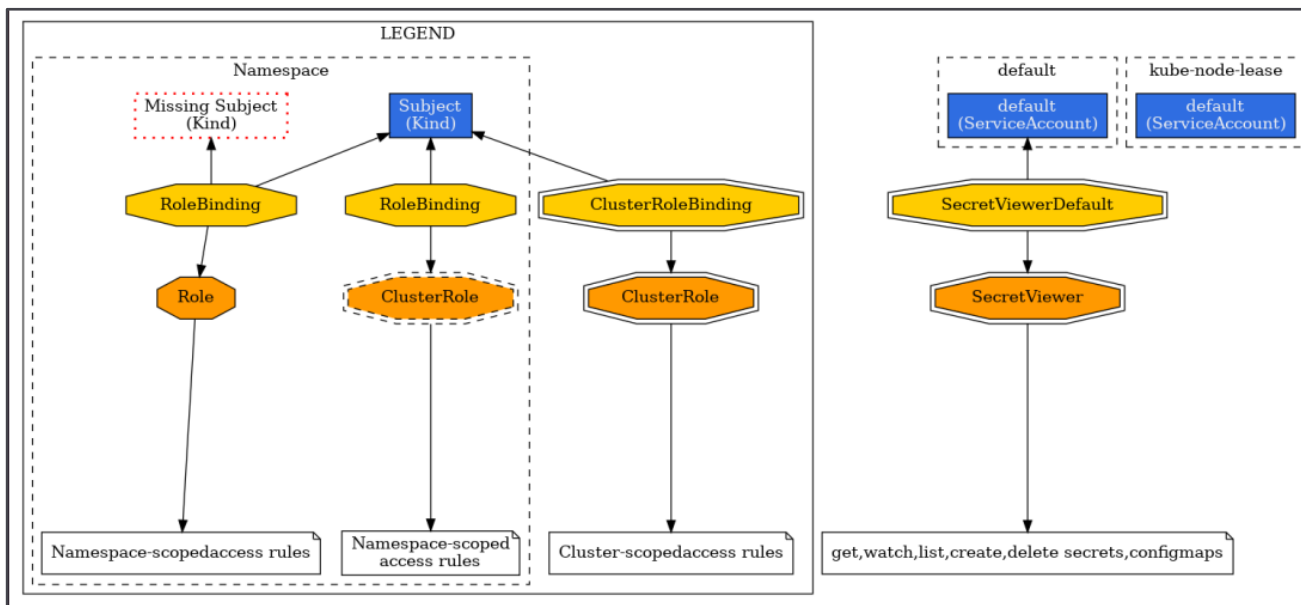 LEGEND
Namespace
Missing Subject
(Kind)
Subject
(Kind)
RoleBinding
RoleBinding
ClusterRoleBinding
Role
ClusterRole
ClusterRole
Namespace-scopedaccess rules
Namespace-scoped
access rules
Cluster-scopedaccess rules
default
default
(ServiceAccount)
kube-node-lease
default
(ServiceAccount)
SecretViewerDefault
SecretViewer
get,watch,list,create,delete secrets,configmaps